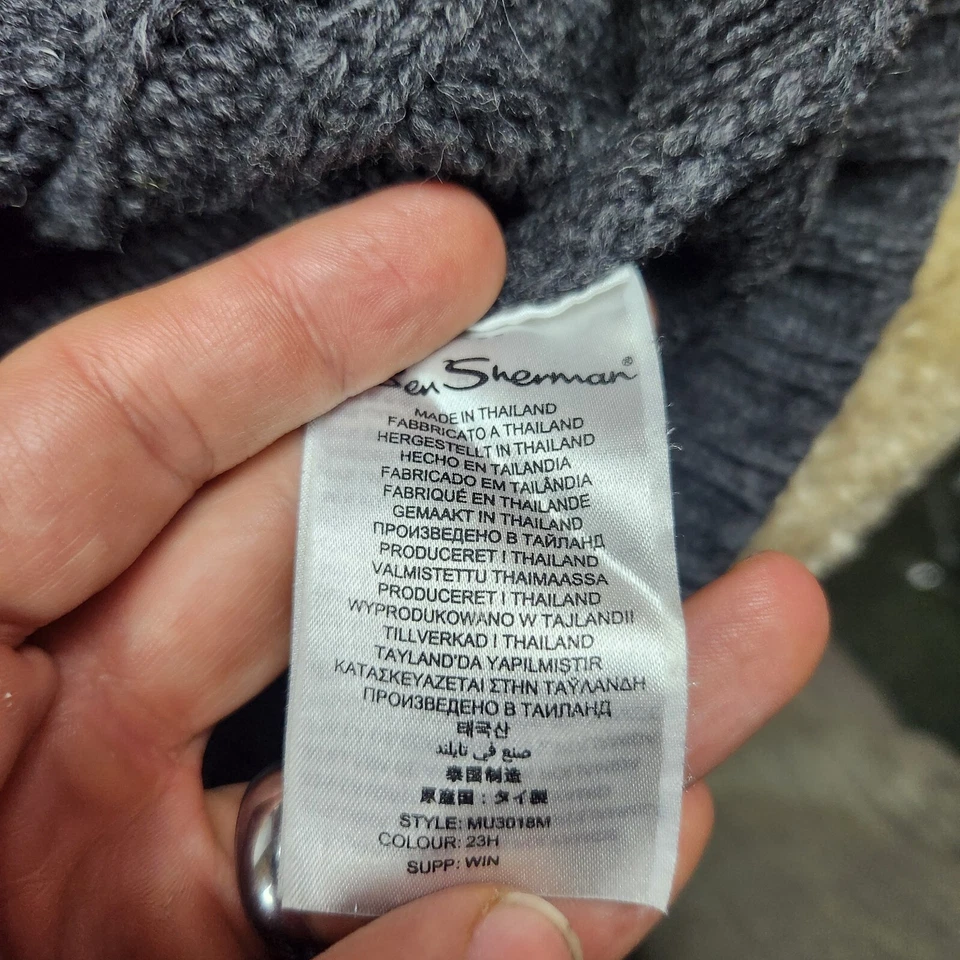 Ben Sherman®
MADE IN THAILAND
FABBRICATO A THAILAND
HERGESTELLT IN THAILAND
HECHO EN TAILANDIA
FABRICADO EM TAILÂNDIA
FABRIQUÉ EN THAILANDE
GEMAAKT IN THAILAND
ПРОИЗВЕДЕНО В ТАЙЛАНД
PRODUCERET I THAILAND
VALMISTETTU THAIMAASSA
PRODUCERET I THAILAND
WYPRODUKOWANO W TAJLANDII
TILLVERKAD I THAILAND
TAYLAND'DA YAPILMISTIR
ΚΑΤΑΣΚΕΥΑΖΕΤΑΙ ΣΤΗΝ ΤΑΫΛΑΝΔΗ
ПРОИЗВЕДЕНО В ТАИЛАНД
태국산
صنع في تايلند
泰国制造
原産国：タイ製
STYLE: MU3018M
COLOUR: 23H
SUPP: WIN